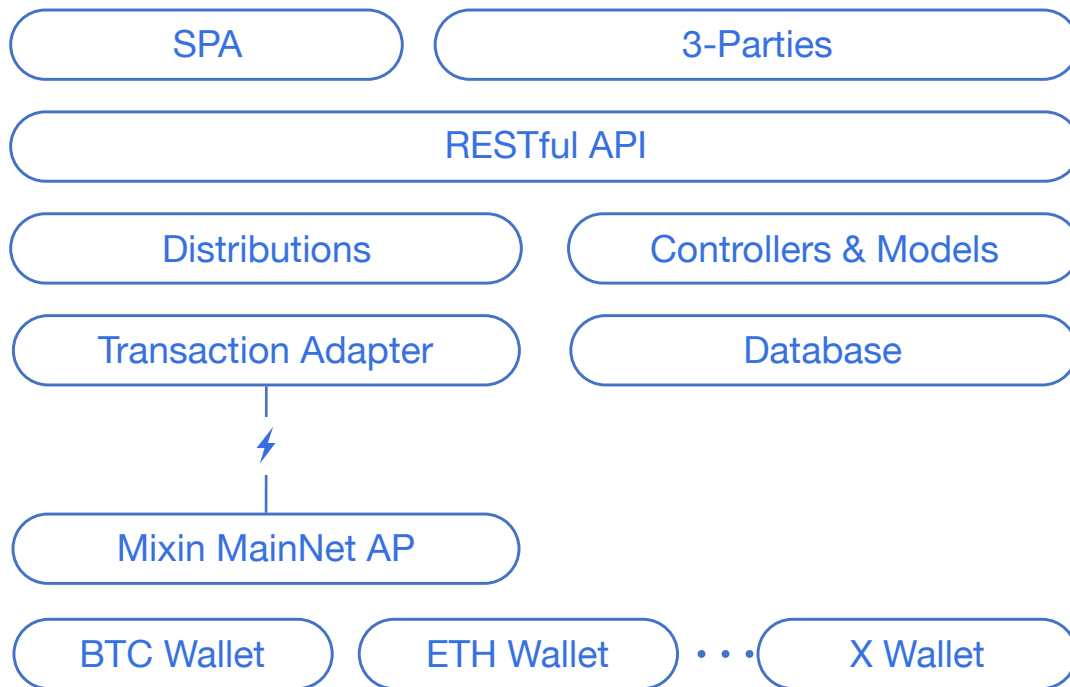 SPA
3-Parties
RESTful API
Distributions
Controllers & Models
Transaction Adapter
Database
Mixin MainNet AP
BTC Wallet
ETH Wallet
• • •
X Wallet